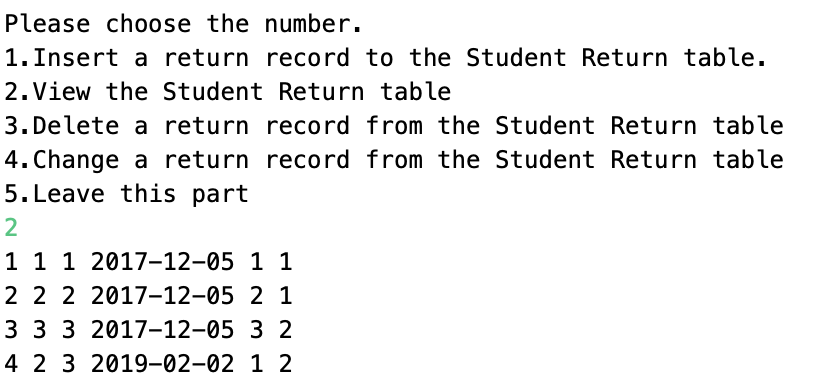 Please choose the number.
1.Insert a return record to the Student Return table.
2.View the Student Return table
3.Delete a return record from the Student Return table
4.Change a return record from the Student Return table
5.Leave this part
2
1 1 1 2017-12-05 1 1
2 2 2 2017-12-05 2 1
3 3 3 2017-12-05 3 2
4 2 3 2019-02-02 1 2